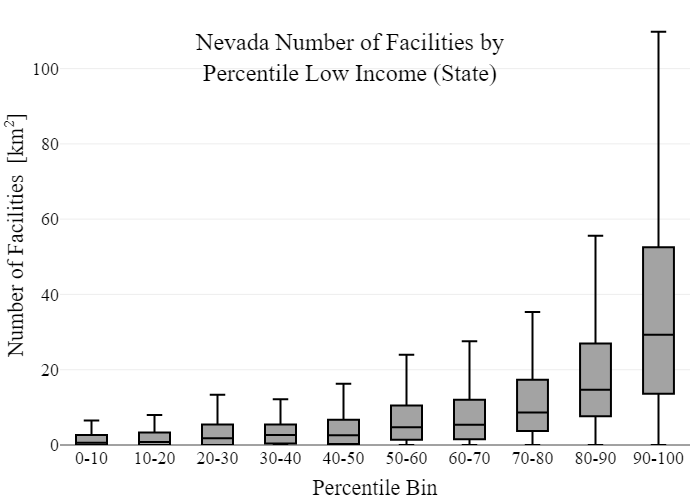 Nevada Number of Facilities by
Percentile Low Income (State)
Number of Facilities [km²]
100
80
60
40
20
0
0-10 10-20 20-30 30-40 40-50 50-60 60-70 70-80 80-90 90-100
Percentile Bin